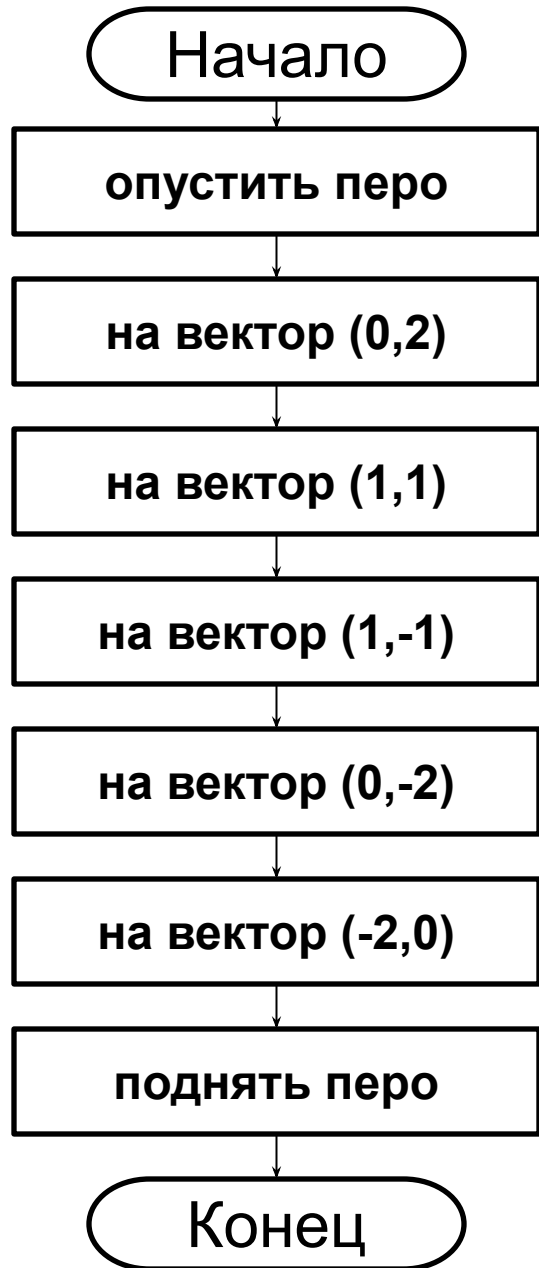 Начало
опустить перо
на вектор (0,2)
на вектор (1,1)
на вектор (1,-1)
на вектор (0,-2)
на вектор (-2,0)
поднять перо
Конец